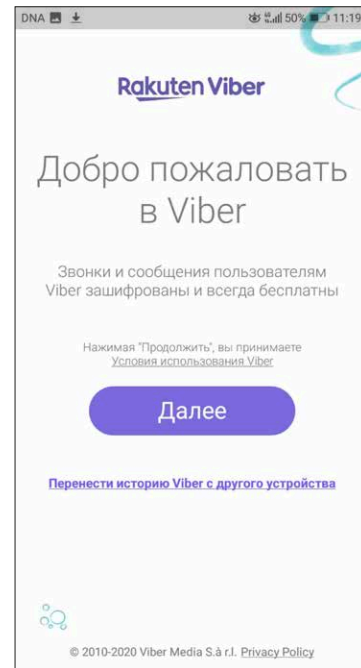 DNA 50% 11:19
Rakuten Viber
Добро пожаловать
в Viber
Звонки и сообщения пользователям
Viber зашифрованы и всегда бесплатны
Нажимая "Продолжить", вы принимаете
Условия использования Viber
Далее
Перенести историю Viber с другого устройства
© 2010-2020 Viber Media S.à r.l. Privacy Policy